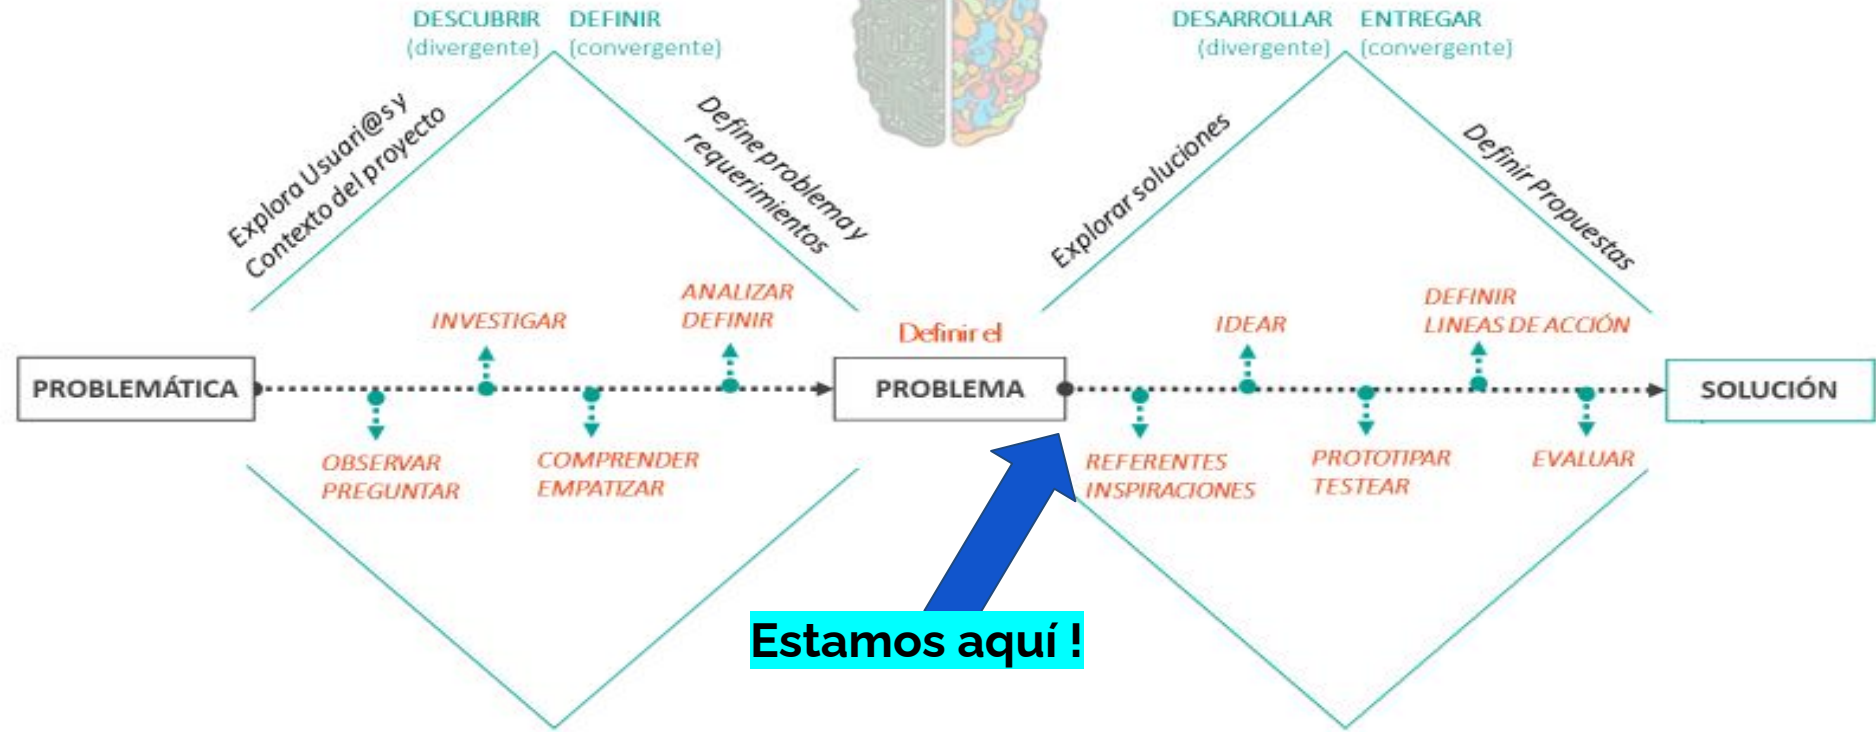 DESCUBRIR DEFINIR
(divergente) (convergente)
Explora Usuari@s y
Contexto del proyecto
Define problema y
requerimientos
DESARROLLAR ENTREGAR
(divergente) (convergente)
Explorar soluciones
Definir Propuestas
PROBLEMÁTICA
OBSERVAR
PREGUNTAR
INVESTIGAR
COMPRENDER
EMPATIZAR
ANALIZAR
DEFINIR
Definir el
PROBLEMA
REFERENTES
INSPIRACIONES
IDEAR
PROTOTIPAR
TESTEAR
DEFINIR
LINEAS DE ACCIÓN
EVALUAR
SOLUCIÓN
Estamos aquí !